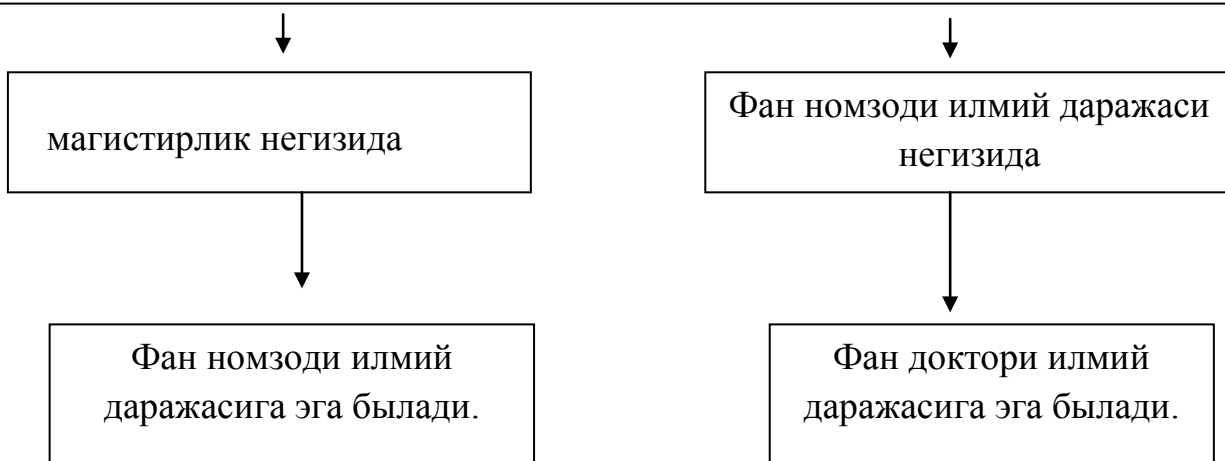 магистирлик негизида
Фан номзоди илмий даражаси
негизида
Фан номзоди илмий
даражасига эга былади.
Фан доктори илмий
даражасига эга былади.